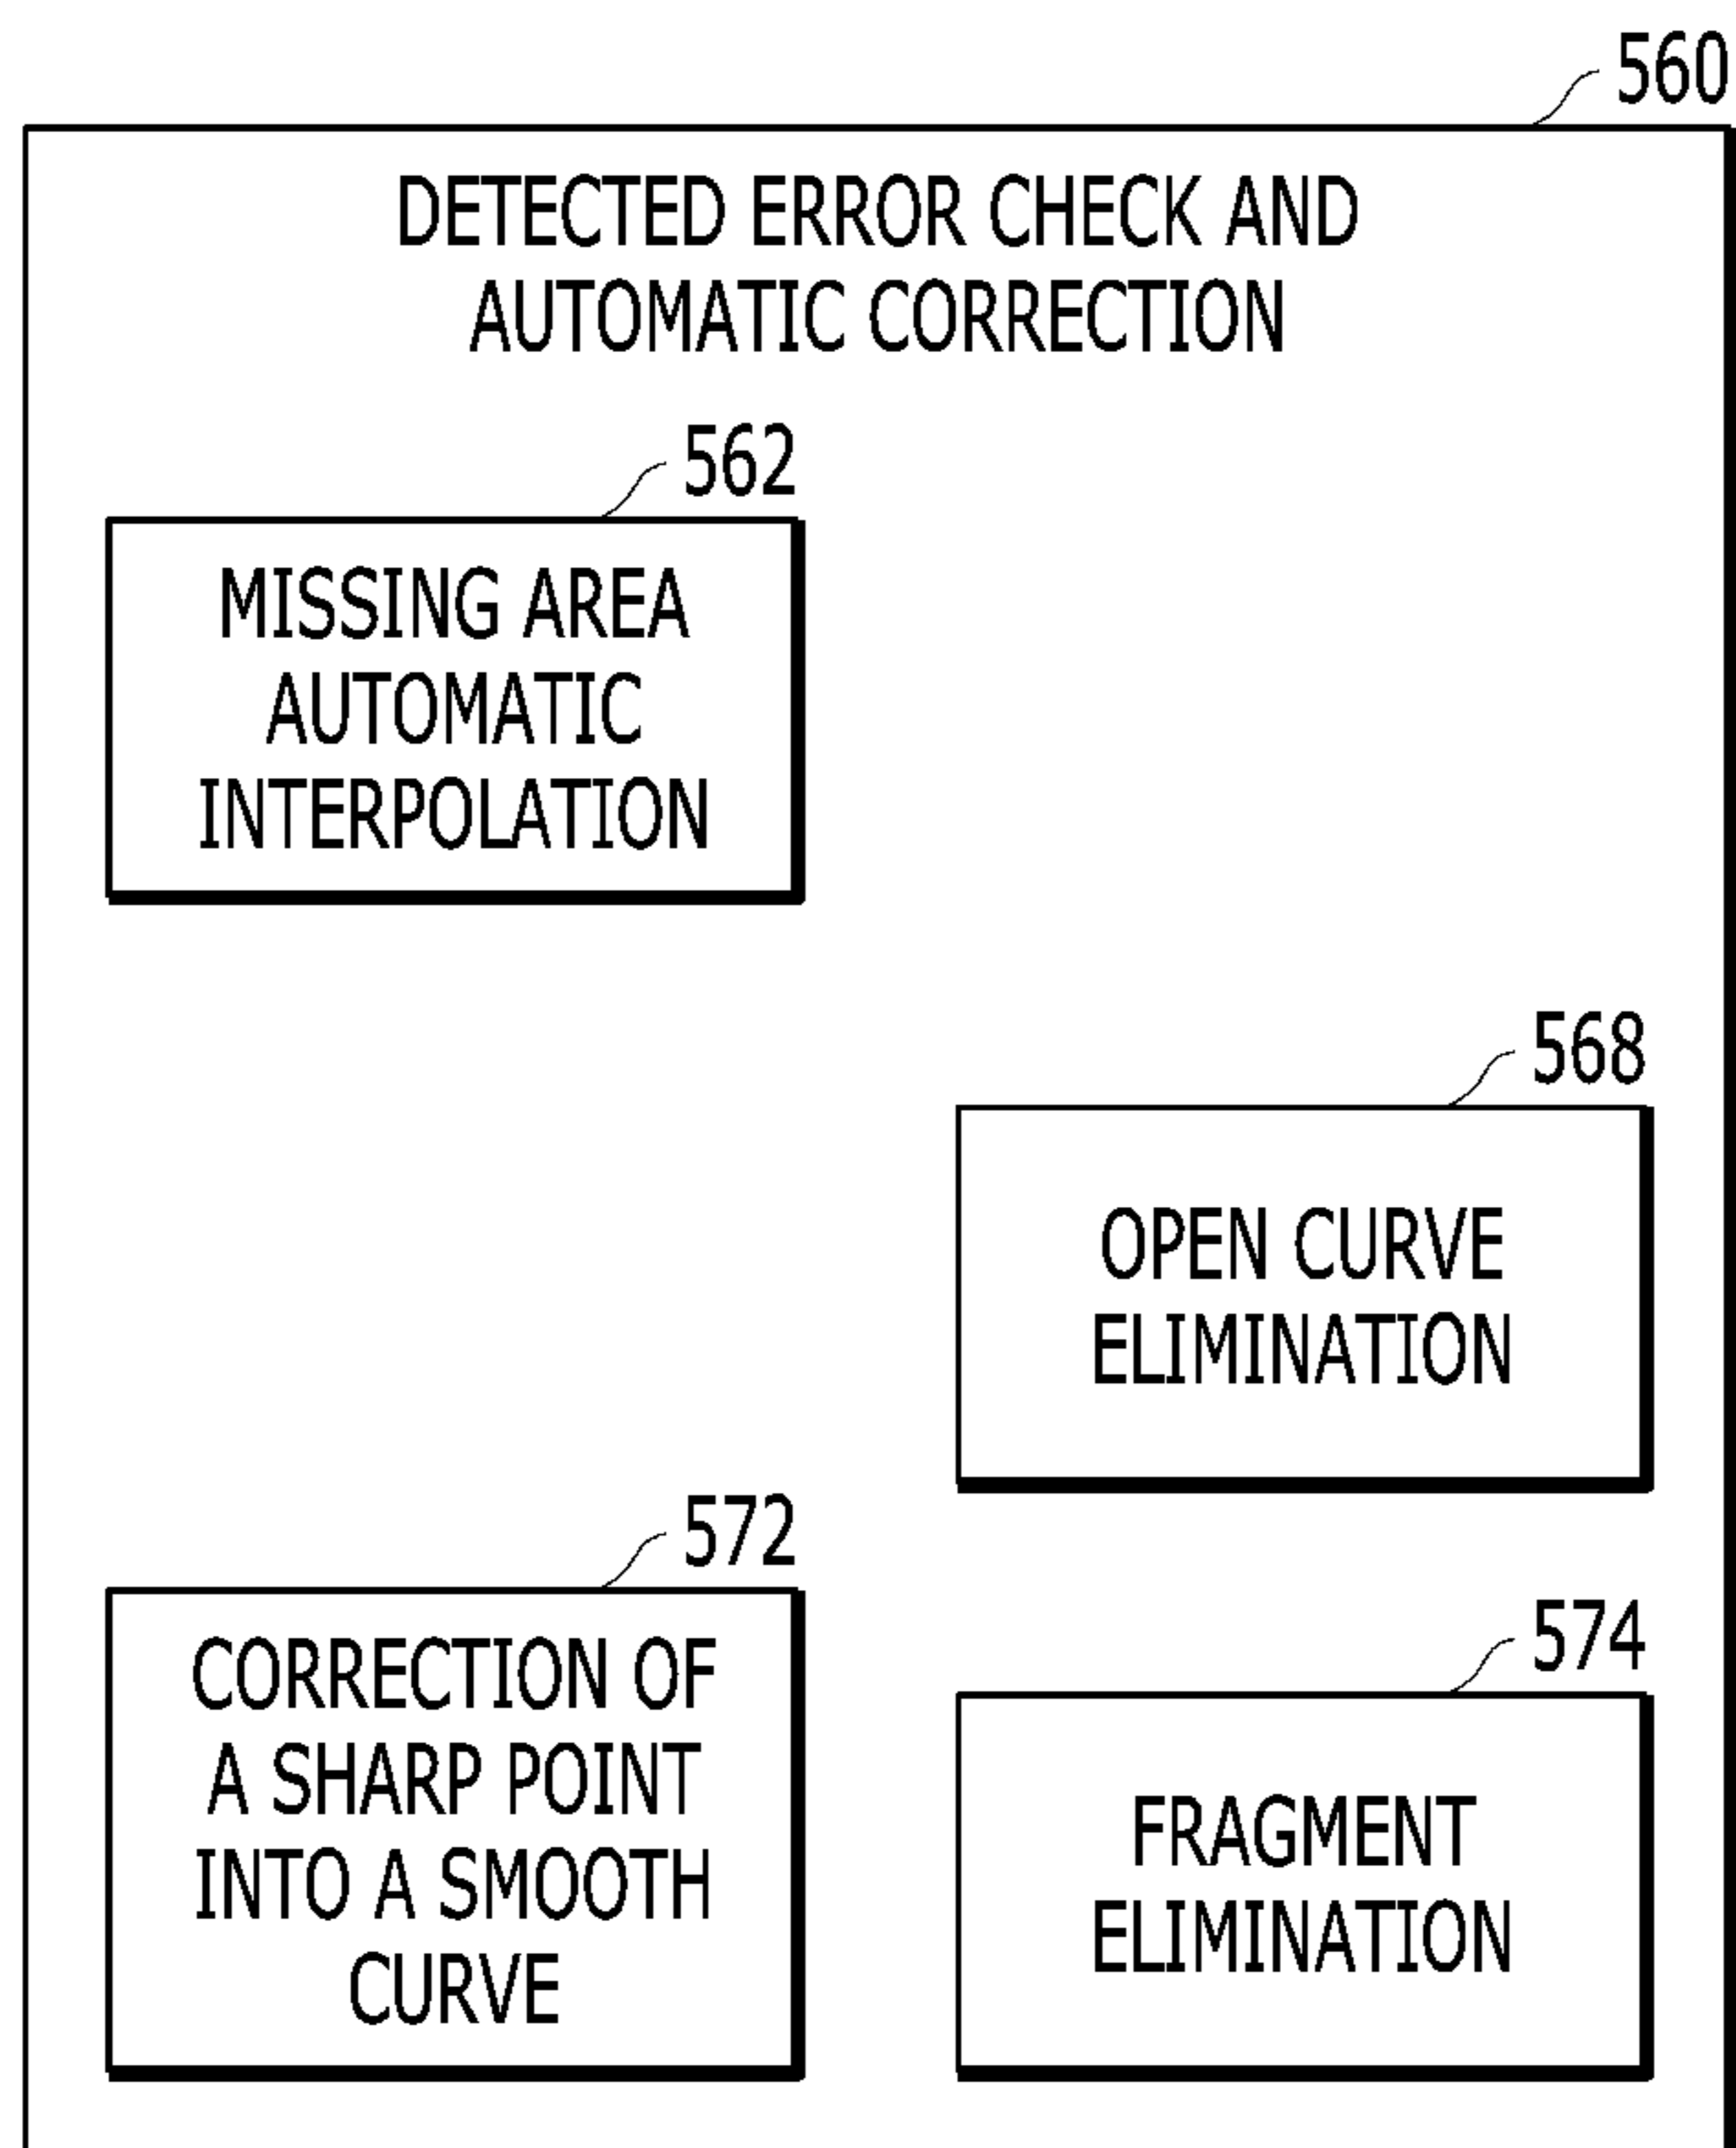 560
DETECTED ERROR CHECK AND
AUTOMATIC CORRECTION
562
MISSING AREA
AUTOMATIC
INTERPOLATION
568
OPEN CURVE
ELIMINATION
572
CORRECTION OF
A SHARP POINT
INTO A SMOOTH
CURVE
574
FRAGMENT
ELIMINATION